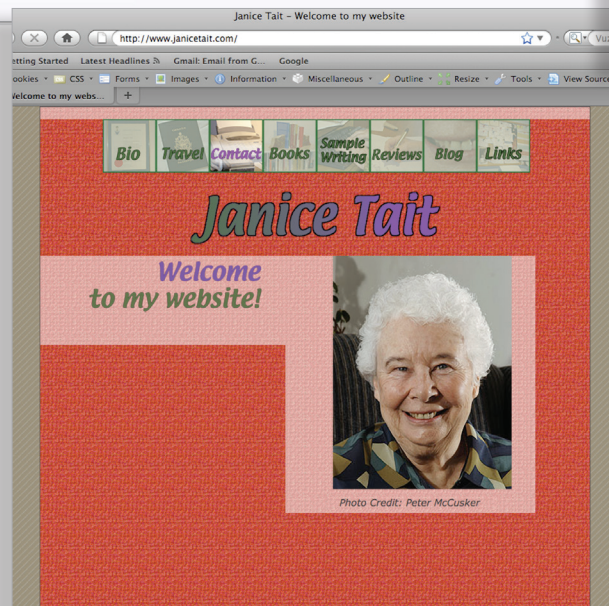 Janice Tait – Welcome to my website
http://www.janicetait.com/
etting Started Latest Headlines Gmail: Email from G... Google
ookies CSS Forms Images Information Miscellaneous Outline Resize Tools View Source
elcome to my webs... +
Bio Travel Contact Books Sample Writing Reviews Blog Links
Janice Tait
Welcome
to my website!
Photo Credit: Peter McCusker